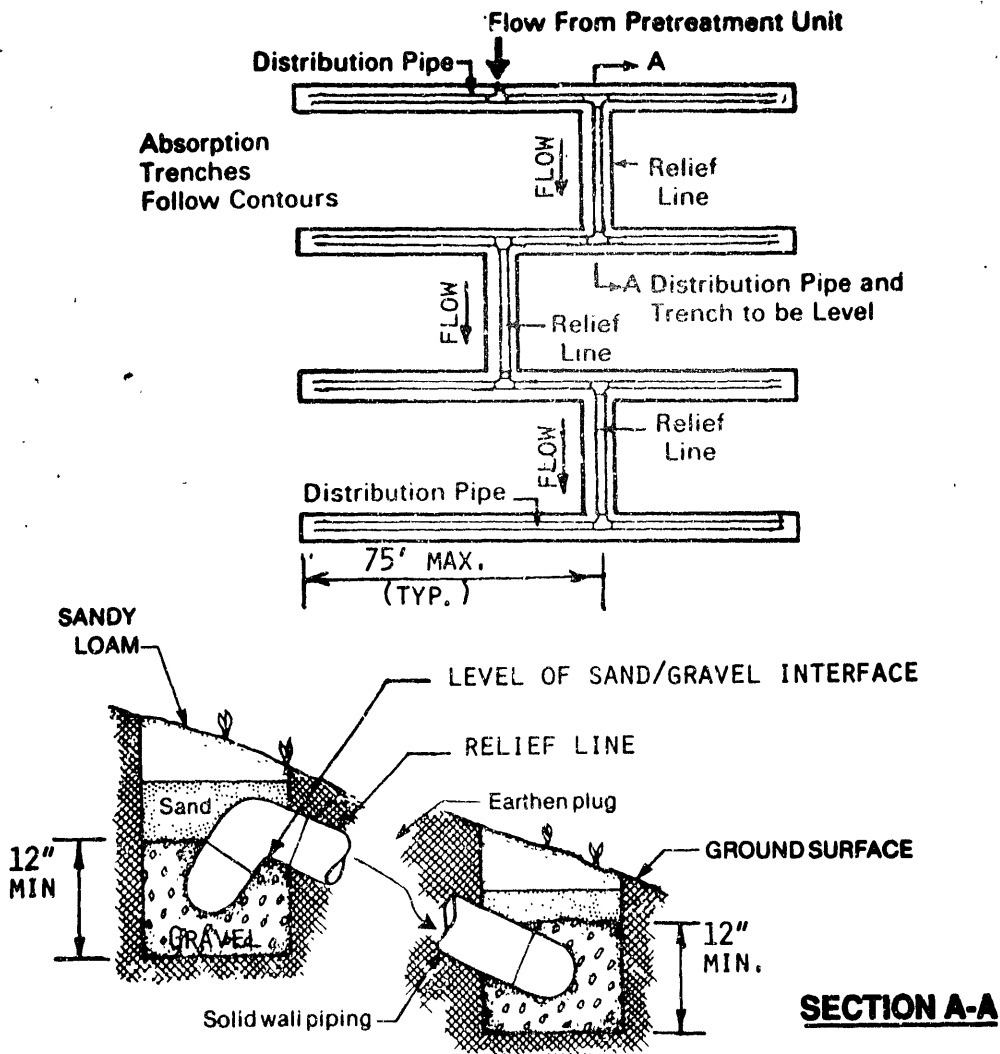 Flow From Pretreatment Unit
Distribution Pipe
A
Absorption
Trenches
Follow Contours
FLOW
Relief
Line
A Distribution Pipe and
Trench to be Level
FLOW
Relief
Line
FLOW
Relief
Line
Distribution Pipe
75' MAX.
(TYP.)
SANDY
LOAM
LEVEL OF SAND/GRAVEL INTERFACE
RELIEF LINE
Sand
Earthen plug
12"
MIN
GROUND SURFACE
GRAVEL
12"
MIN.
Solid wall piping
SECTION A-A